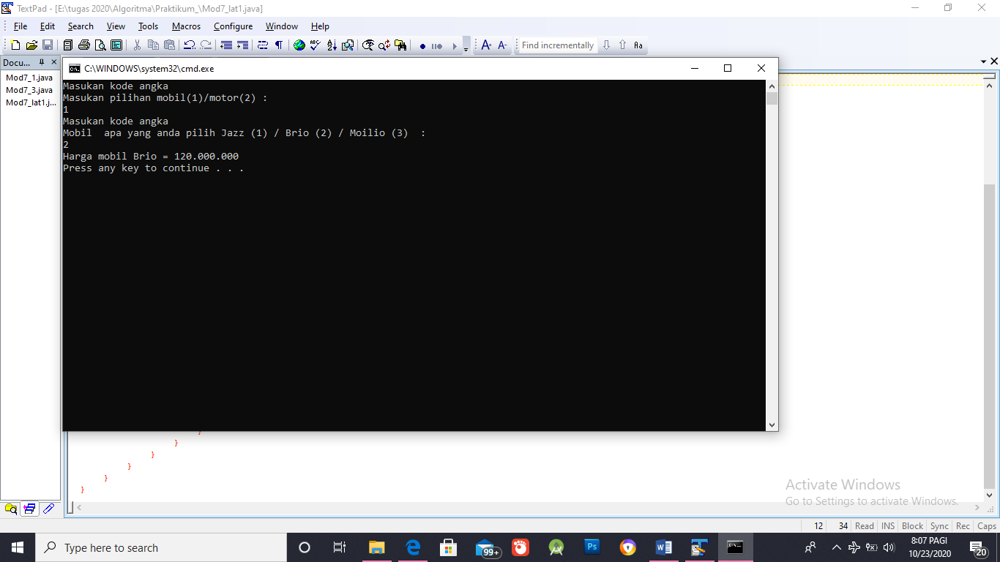 TextPad - [E:\tugas 2020\Algoritma\Praktikum_\Mod7_lat1.java]
File Edit Search View Tools Macros Configure Window Help
Find incrementally
Docu...
Mod7_1.java
Mod7_3.java
Mod7_lat1.j...
C:\WINDOWS\system32\cmd.exe
Masukan kode angka
Masukan pilihan mobil(1)/motor(2) :
1
Masukan kode angka
Mobil  apa yang anda pilih Jazz (1) / Brio (2) / Moilio (3)  :
2
Harga mobil Brio = 120.000.000
Press any key to continue . . .
}
}
}
}
}
}
Activate Windows
Go to Settings to activate Windows.
12 34 Read INS Block Sync Rec Caps
Type here to search
99+
Ps
8:07 PAGI
10/23/2020
20